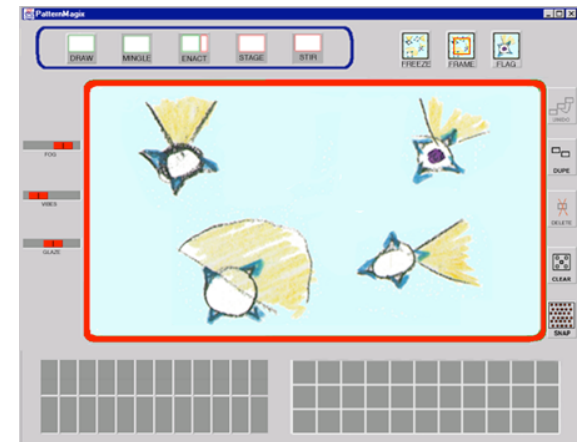 PatternMagix
DRAW MINGLE ENACT STAGE STIR FREEZE FRAME FLAG
UNDO
FOG
DUPE
VIBES
DELETE
GLAZE
CLEAR
SNAP